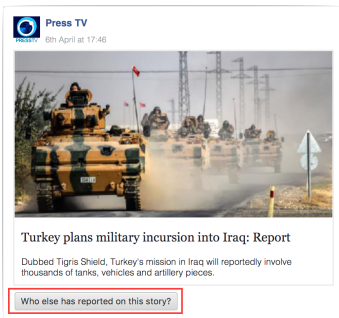 Press TV
PRESSTV
6th April at 17:46
Turkey plans military incursion into Iraq: Report
Dubbed Tigris Shield, Turkey's mission in Iraq will reportedly involve
thousands of tanks, vehicles and artillery pieces.
Who else has reported on this story?